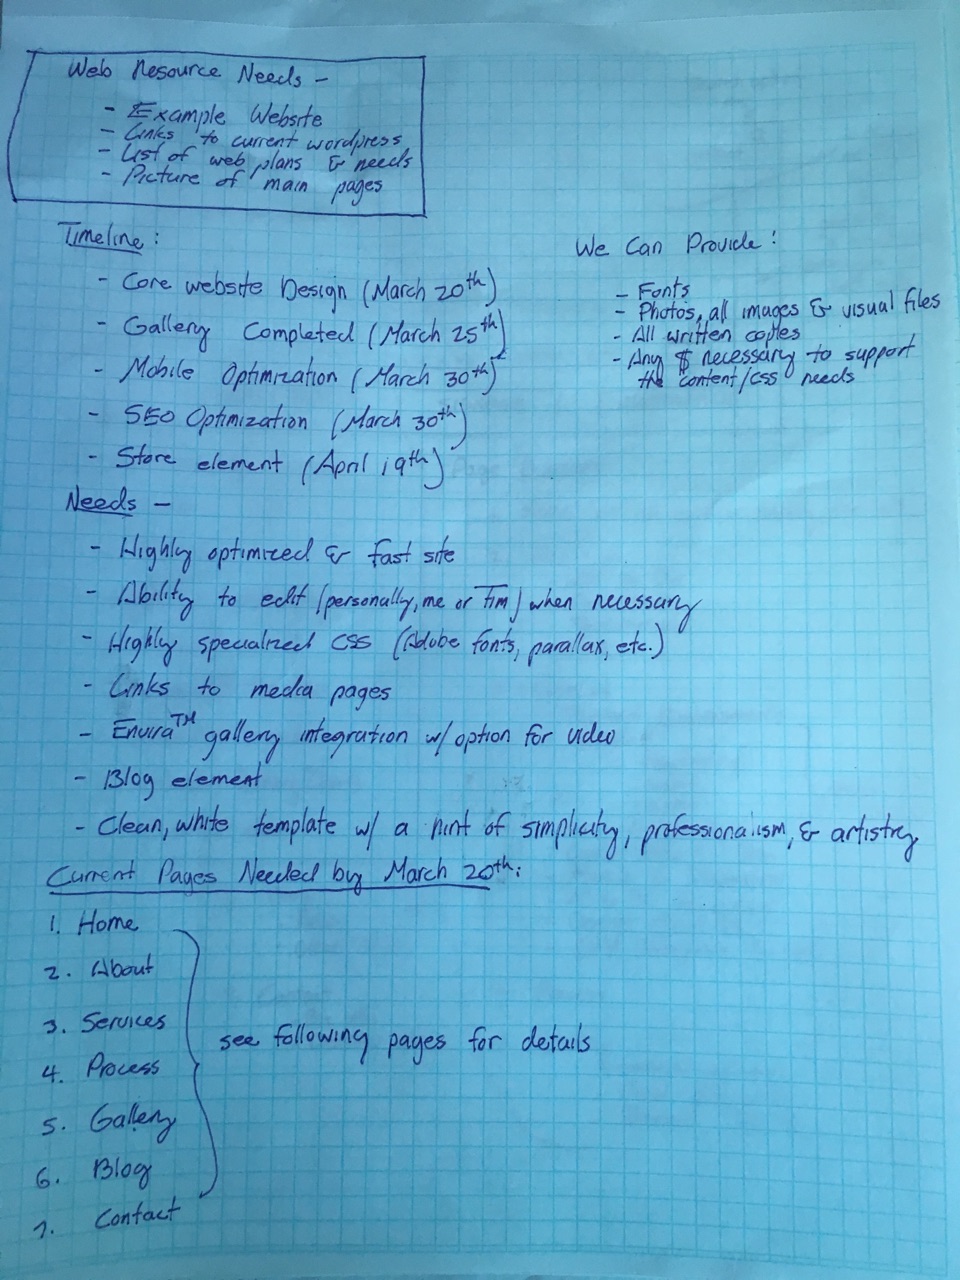 Web Resource Needs -
- Example Website
- Links to current wordpress
- List of web plans & needs
- Picture of main pages
Timeline:
- Core website Design (March 20th)
- Gallery Completed (March 25th)
- Mobile Optimization (March 30th)
- SEO Optimization (March 30th)
- Store element (April 19th)
We Can Provide:
- Fonts
- Photos, all images & visual files
- All written copies
- Any $ necessary to support
the content/css needs
Needs -
- Highly optimized & fast site
- Ability to edit (personally, me or Tim) when necessary
- Highly specialized CSS (Adobe fonts, parallax, etc.)
- Links to media pages
- Envira™ gallery integration w/ option for video
- Blog element
- Clean, white template w/ a hint of simplicity, professionalism, & artistry
Current Pages Needed by March 20th:
1. Home
2. About
3. Services
4. Process
5. Gallery
6. Blog
7. Contact
see following pages for details